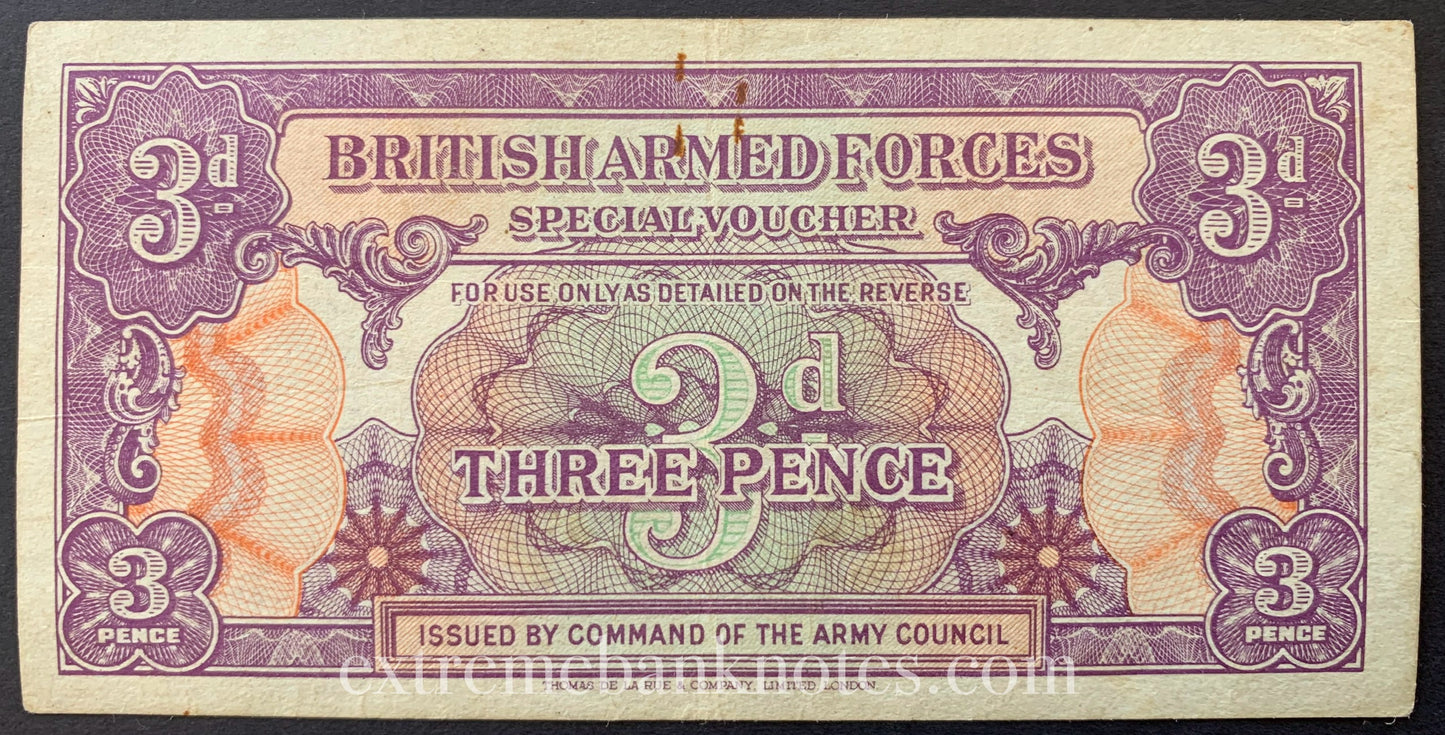 3d
BRITISH ARMED FORCES
3d
SPECIAL VOUCHER
FOR USE ONLY AS DETAILED ON THE REVERSE
3d
THREE PENCE
3
PENCE
ISSUED BY COMMAND OF THE ARMY COUNCIL
3
PENCE
extremebanknotes.com
THOMAS DE LA RUE & COMPANY, LIMITED, LONDON.